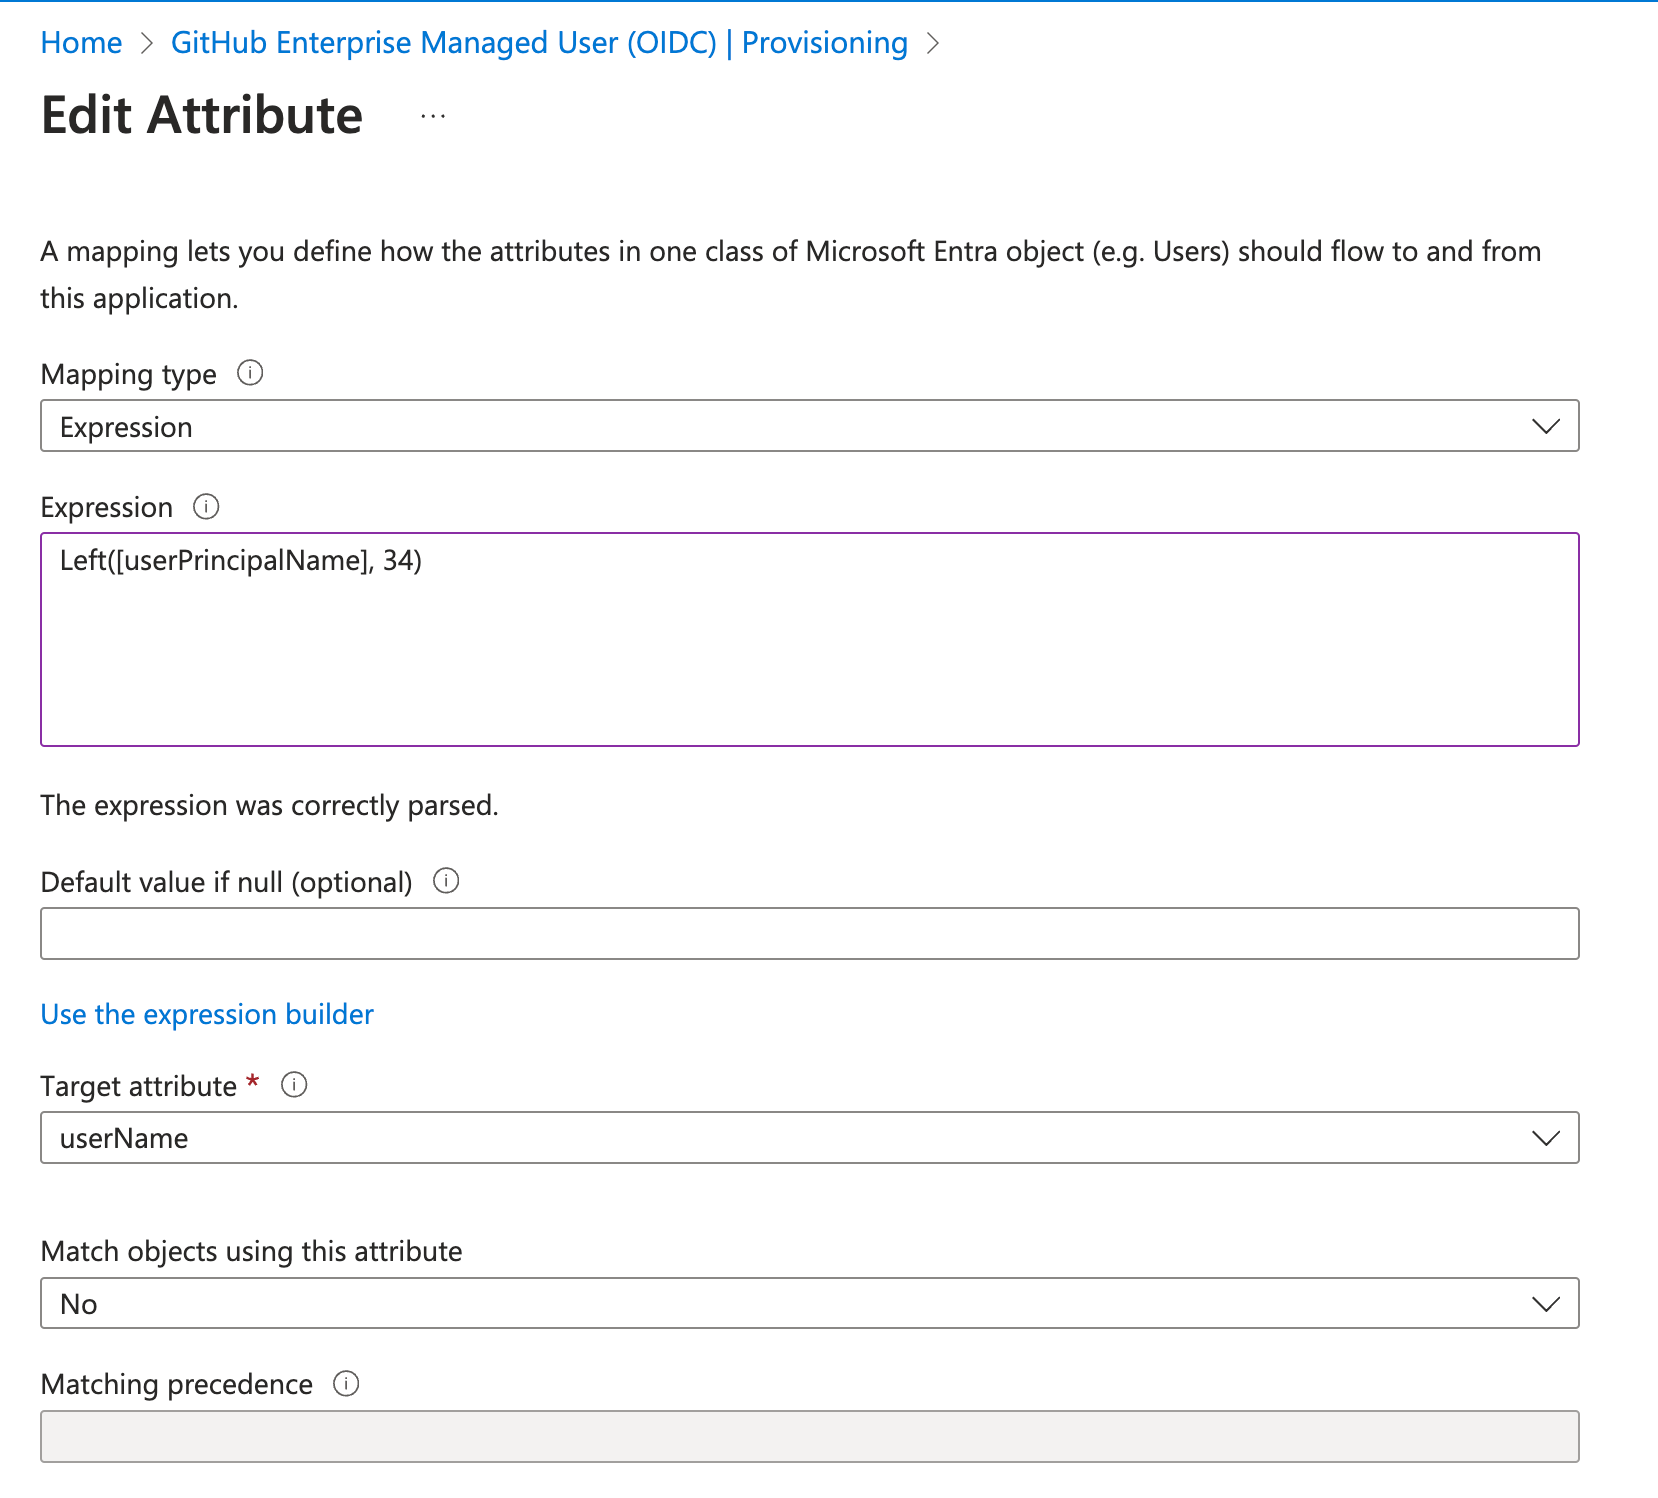 Home > GitHub Enterprise Managed User (OIDC) | Provisioning >
Edit Attribute ...
A mapping lets you define how the attributes in one class of Microsoft Entra object (e.g. Users) should flow to and from
this application.
Mapping type
Expression
Expression
Left([userPrincipalName], 34)
The expression was correctly parsed.
Default value if null (optional)
Use the expression builder
Target attribute *
userName
Match objects using this attribute
No
Matching precedence